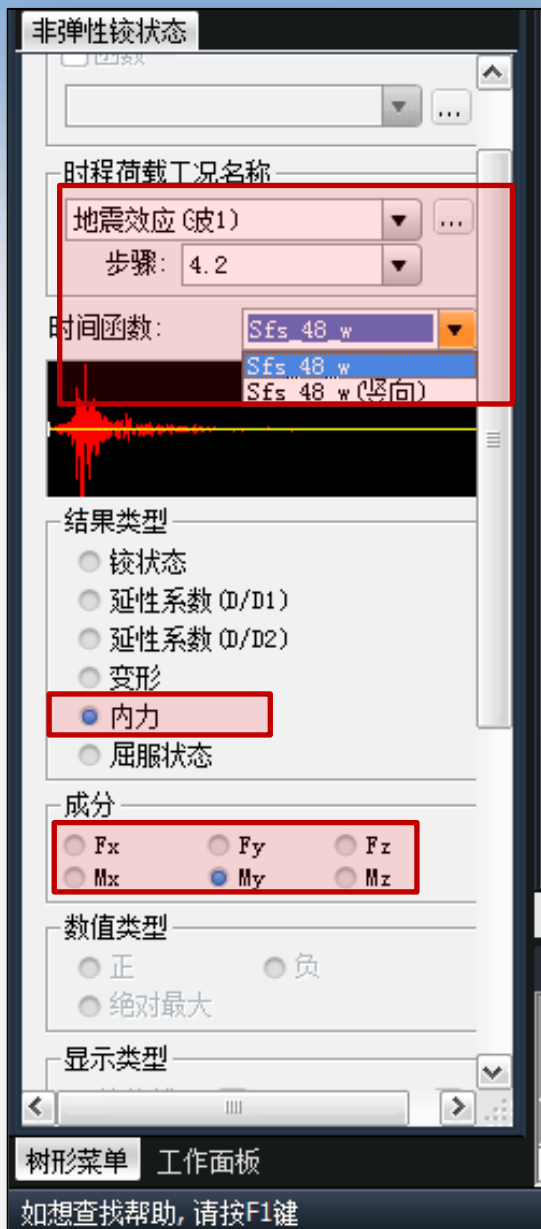 非弹性铰状态
函数
...
时程荷载工况名称
地震效应(波1)
...
步骤: 4.2
时间函数: Sfs_48_w
Sfs_48_w
Sfs_48_w(竖向)
结果类型
铰状态
延性系数(D/D1)
延性系数(D/D2)
变形
内力
屈服状态
成分
Fx Fy Fz
Mx My Mz
数值类型
正 负
绝对最大
显示类型
树形菜单 工作面板
如想查找帮助, 请按F1键